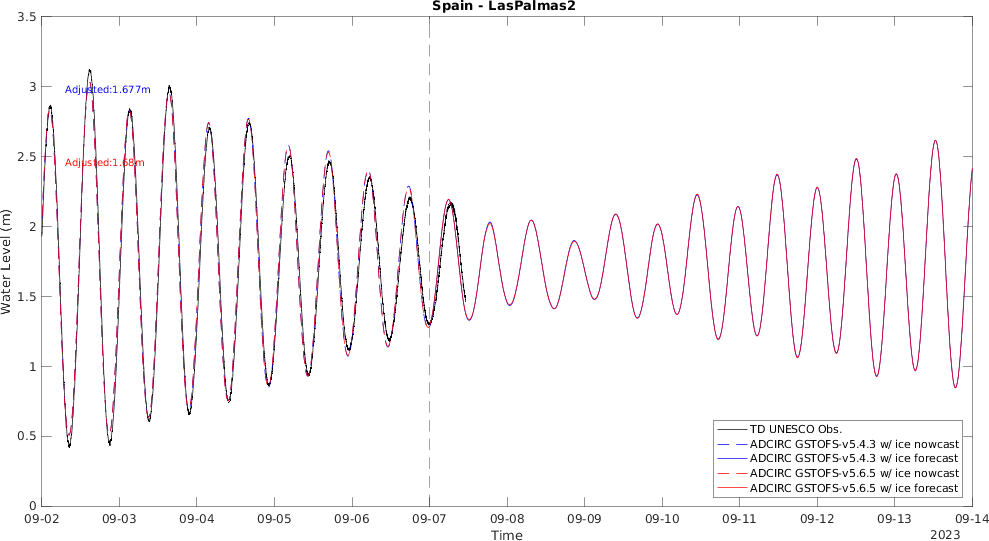 Spain - LasPalmas2
3.5
3
2.5
2
1.5
1
0.5
0
Water Level (m)
Adjusted:1.677m
Adjusted:1.68m
TD UNESCO Obs.
ADCIRC GSTOFS-v5.4.3 w/ ice nowcast
ADCIRC GSTOFS-v5.4.3 w/ ice forecast
ADCIRC GSTOFS-v5.6.5 w/ ice nowcast
ADCIRC GSTOFS-v5.6.5 w/ ice forecast
09-02 09-03 09-04 09-05 09-06 09-07 09-08 09-09 09-10 09-11 09-12 09-13 09-14
Time
2023